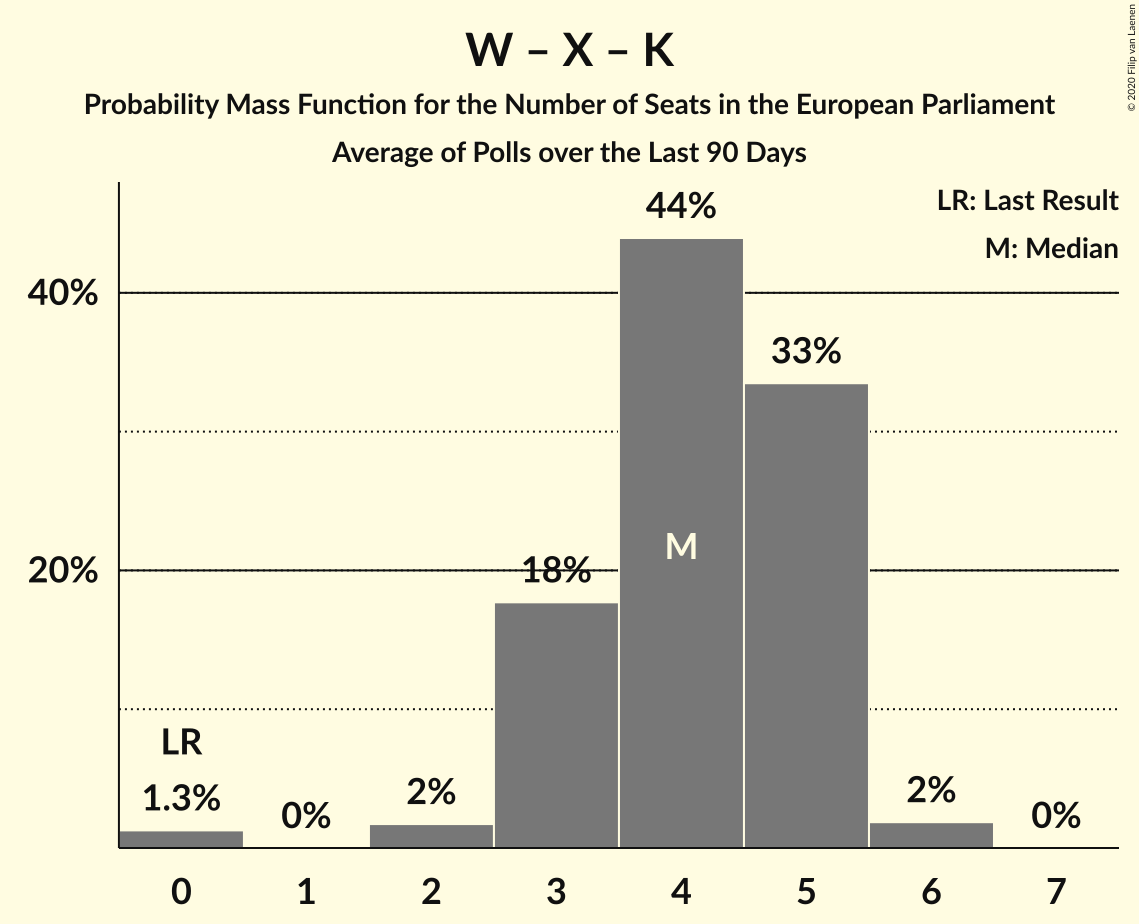 W – X – K
Probability Mass Function for the Number of Seats in the European Parliament
Average of Polls over the Last 90 Days
© 2020 Filip van Laenen
LR: Last Result
M: Median
44%
40%
33%
M
20%
18%
LR
1.3%
0%
2%
2%
0%
0 1 2 3 4 5 6 7